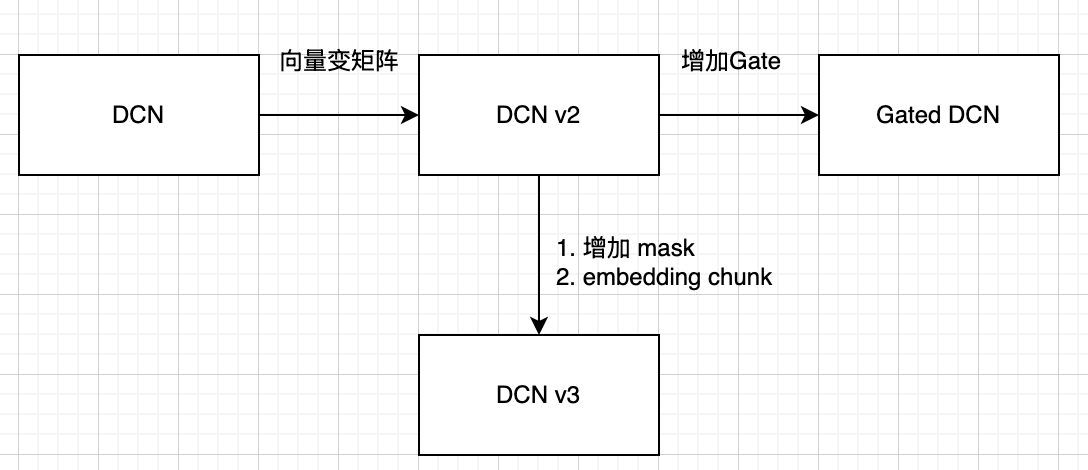 向量变矩阵
增加Gate
DCN
DCN v2
Gated DCN
1. 增加 mask
2. embedding chunk
DCN v3